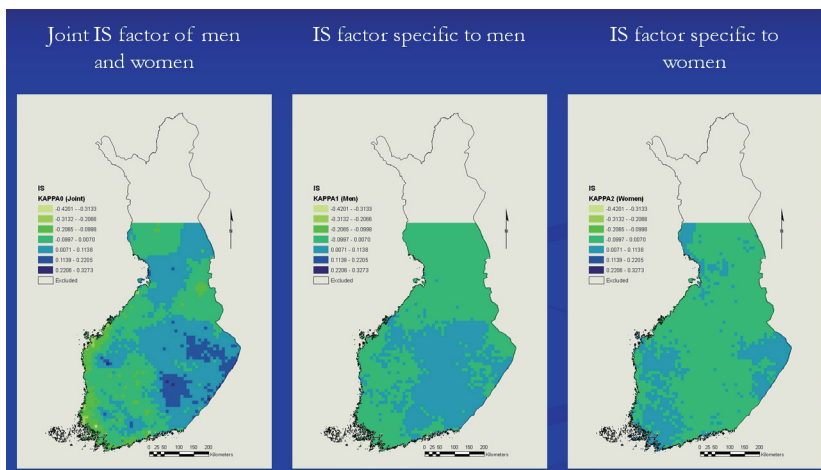 Joint IS factor of men
and women
IS
KAPPA0 (Joint)
-0.4201 - -0.3133
-0.3132 - -0.2066
-0.2065 - -0.0998
-0.0997 - 0.0070
0.0071 - 0.1138
0.1139 - 0.2205
0.2206 - 0.3273
Excluded
N
0 25 50 100 150 200
Kilometers
IS factor specific to men
IS
KAPPA1 (Men)
-0.4201 - -0.3133
-0.3132 - -0.2066
-0.2065 - -0.0998
-0.0997 - 0.0070
0.0071 - 0.1138
0.1139 - 0.2205
0.2206 - 0.3273
Excluded
N
0 25 50 100 150 200
Kilometers
IS factor specific to
women
IS
KAPPA2 (Women)
-0.4201 - -0.3133
-0.3132 - -0.2066
-0.2065 - -0.0998
-0.0997 - 0.0070
0.0071 - 0.1138
0.1139 - 0.2205
0.2206 - 0.3273
Excluded
N
0 25 50 100 150 200
Kilometers